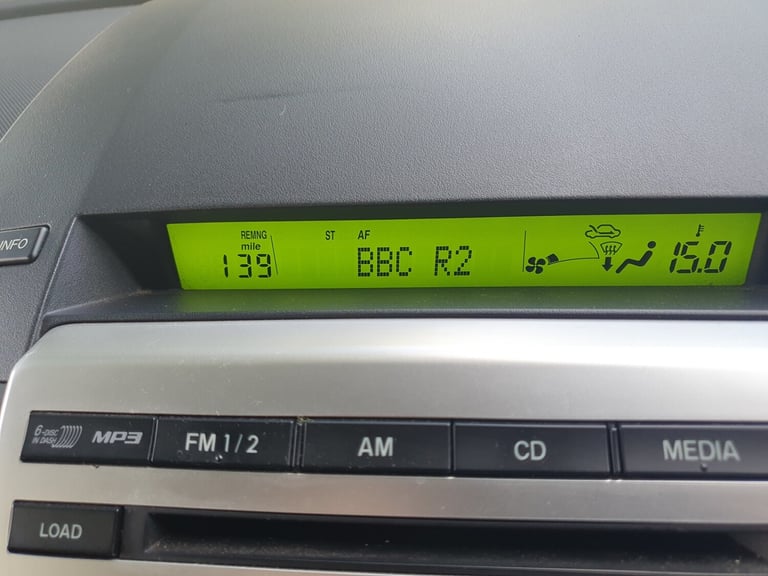 INFO
REMNG ST AF
mile
139 BBC R2 15.0
6-DISC
IN DASH MP3 FM 1/2 AM CD MEDIA
LOAD